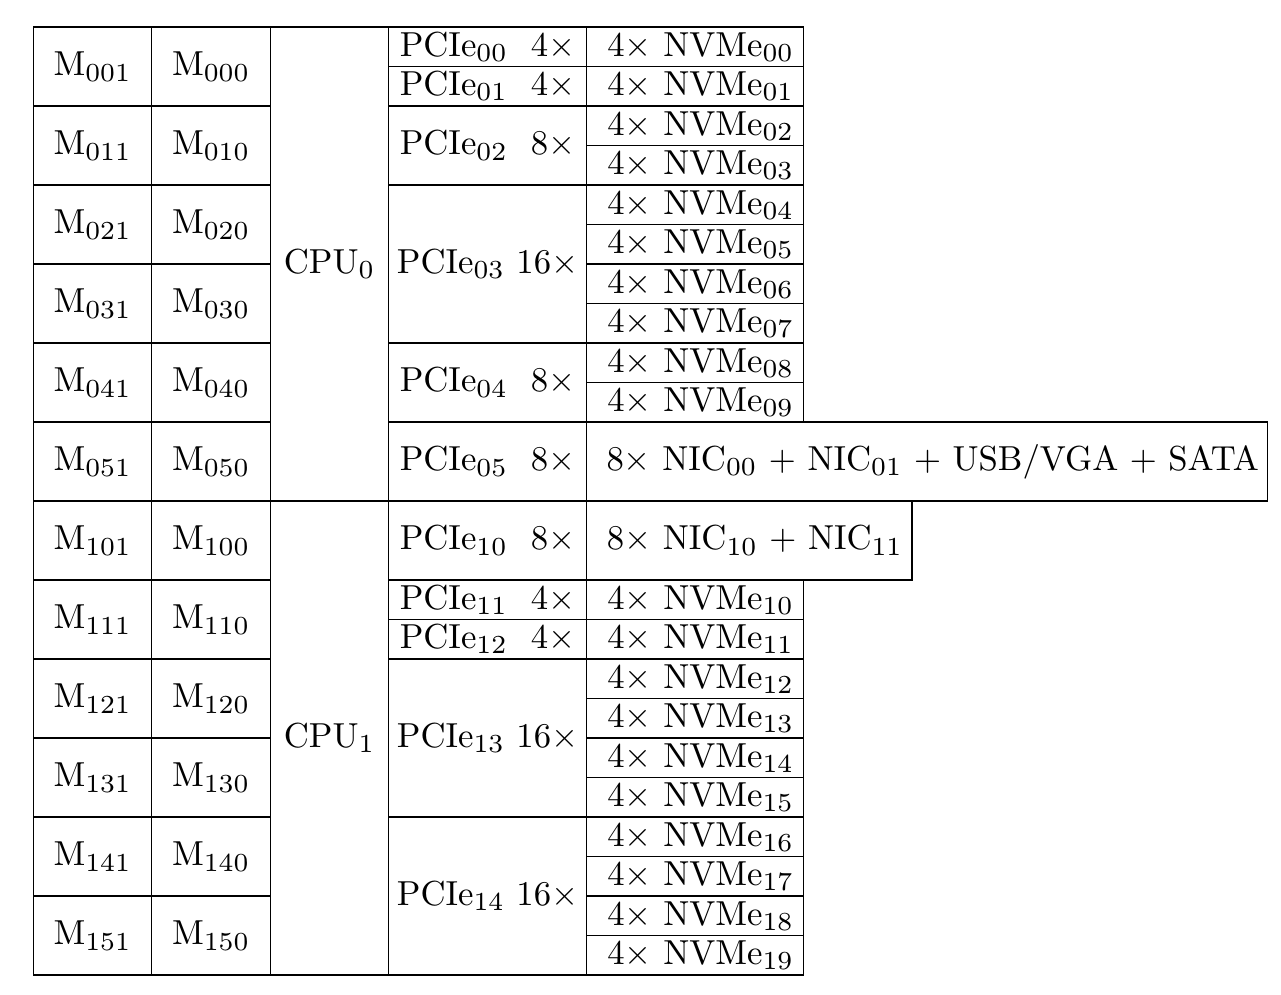 M001 M000 PCIe00 4× 4× NVMe00
PCIe01 4× 4× NVMe01
M011 M010 PCIe02 8× 4× NVMe02
4× NVMe03
M021 M020 4× NVMe04
4× NVMe05
CPU0 PCIe03 16×
M031 M030 4× NVMe06
4× NVMe07
M041 M040 PCIe04 8× 4× NVMe08
4× NVMe09
M051 M050 PCIe05 8× 8× NIC00 + NIC01 + USB/VGA + SATA
M101 M100 PCIe10 8× 8× NIC10 + NIC11
M111 M110 PCIe11 4× 4× NVMe10
PCIe12 4× 4× NVMe11
M121 M120 4× NVMe12
4× NVMe13
CPU1 PCIe13 16×
M131 M130 4× NVMe14
4× NVMe15
M141 M140 4× NVMe16
4× NVMe17
PCIe14 16×
M151 M150 4× NVMe18
4× NVMe19